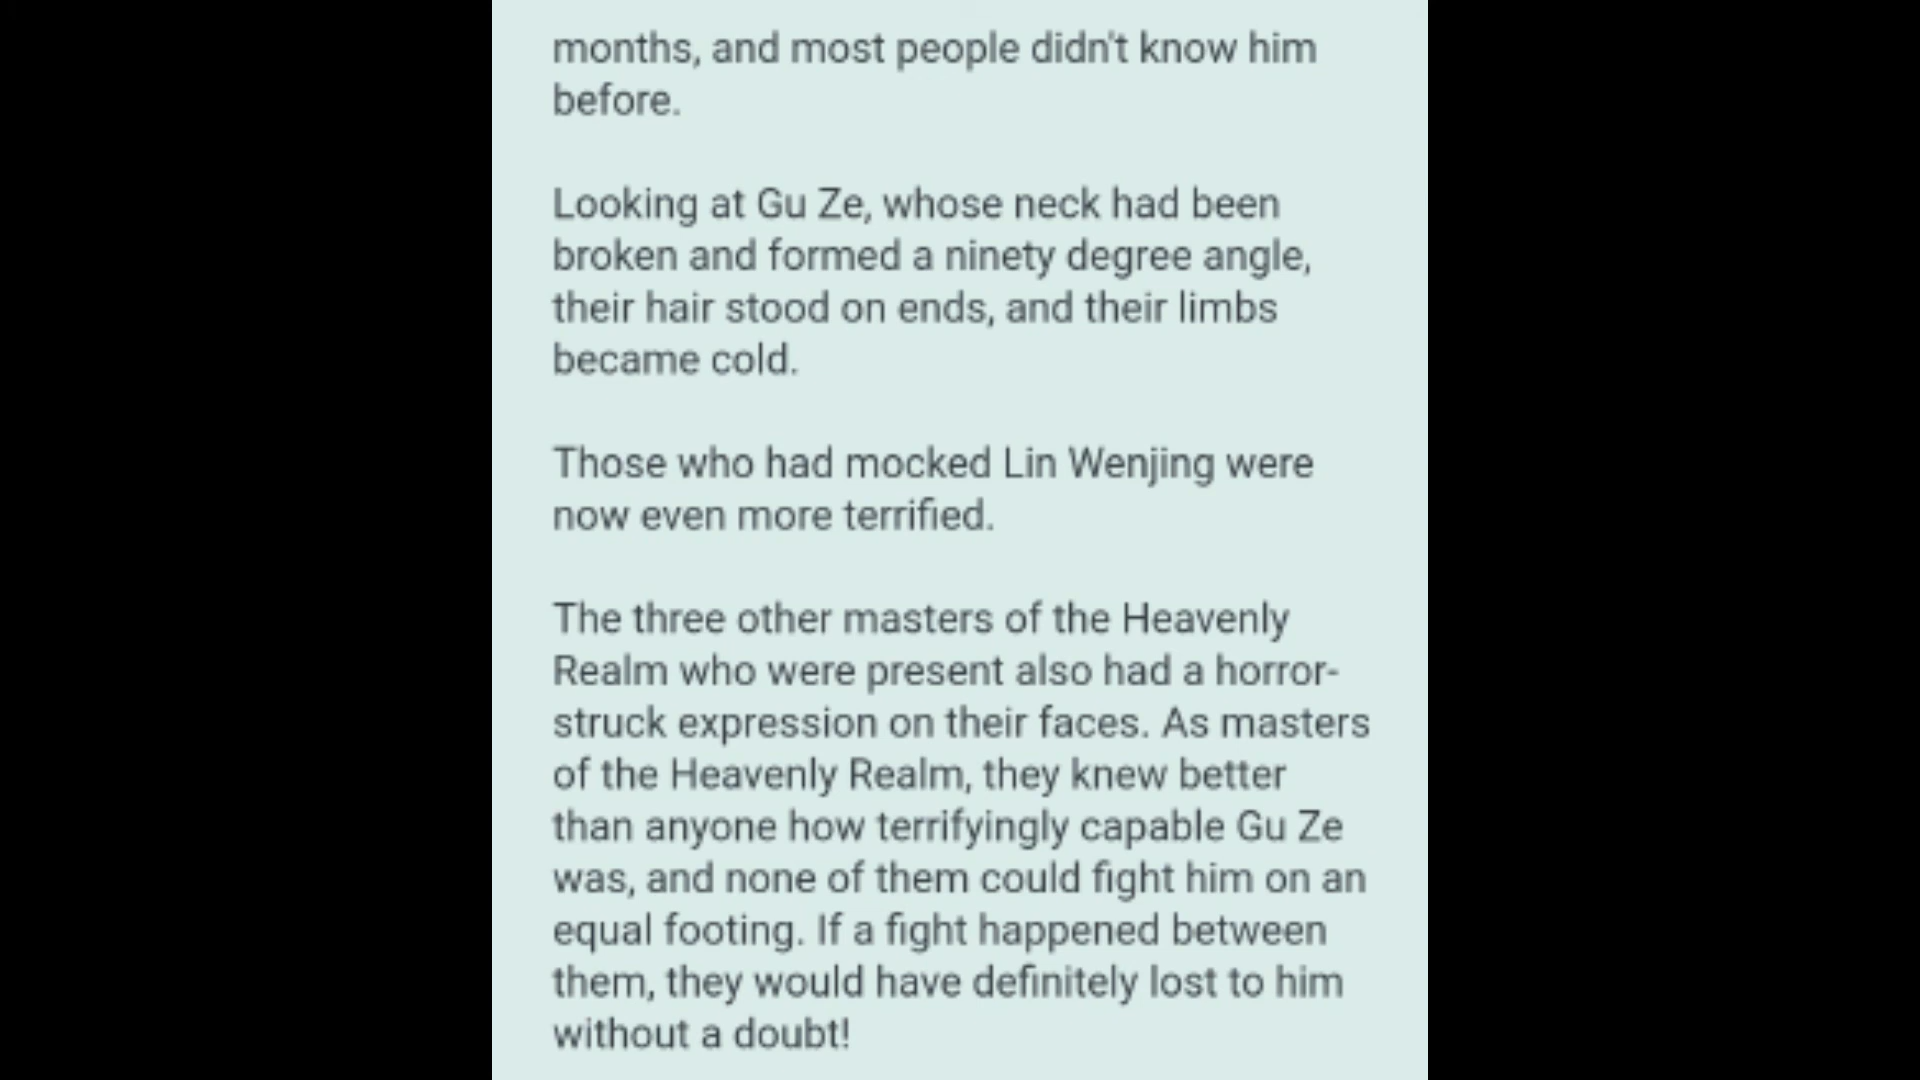 months, and most people didn't know him
before.
Looking at Gu Ze, whose neck had been
broken and formed a ninety degree angle,
their hair stood on ends, and their limbs
became cold.
Those who had mocked Lin Wenjing were
now even more terrified.
The three other masters of the Heavenly
Realm who were present also had a horror-
struck expression on their faces. As masters
of the Heavenly Realm, they knew better
than anyone how terrifyingly capable Gu Ze
was, and none of them could fight him on an
equal footing. If a fight happened between
them, they would have definitely lost to him
without a doubt!